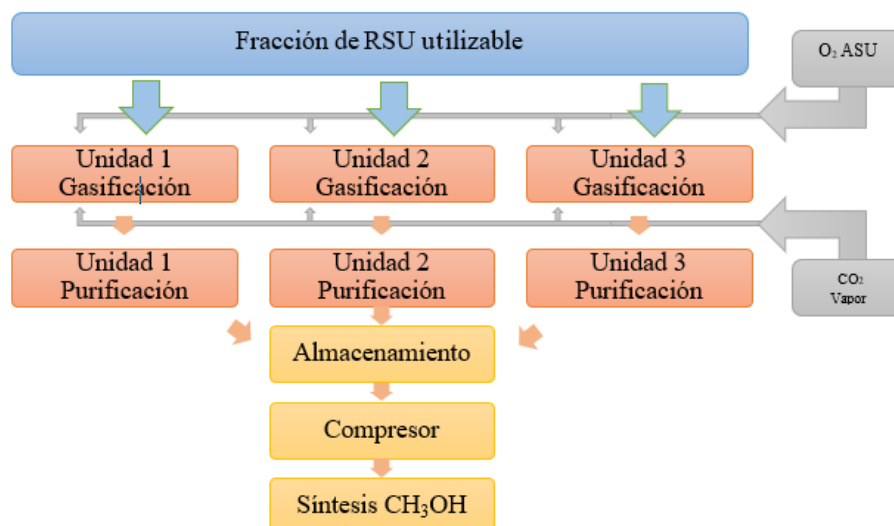 Fracción de RSU utilizable
O₂ ASU
Unidad 1
Gasificación
Unidad 2
Gasificación
Unidad 3
Gasificación
Unidad 1
Purificación
Unidad 2
Purificación
Unidad 3
Purificación
CO₂
Vapor
Almacenamiento
Compresor
Síntesis CH₃OH